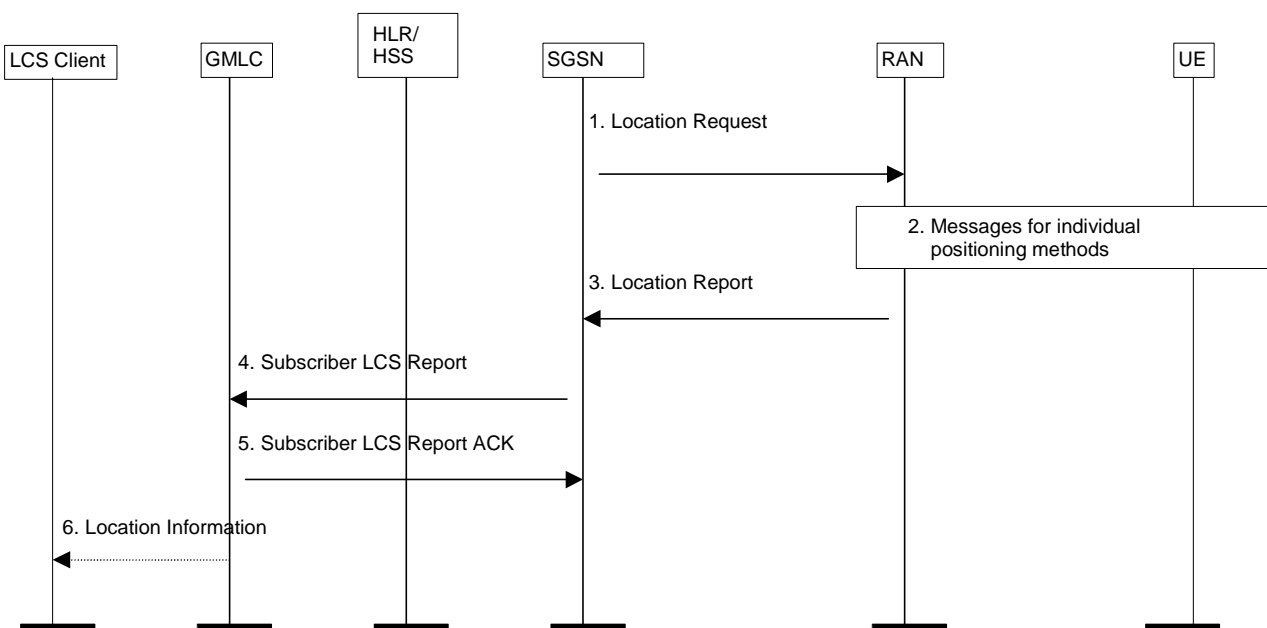 HLR/
HSS
LCS Client
GMLC
SGSN
RAN
UE
1. Location Request
2. Messages for individual
positioning methods
3. Location Report
4. Subscriber LCS Report
5. Subscriber LCS Report ACK
6. Location Information